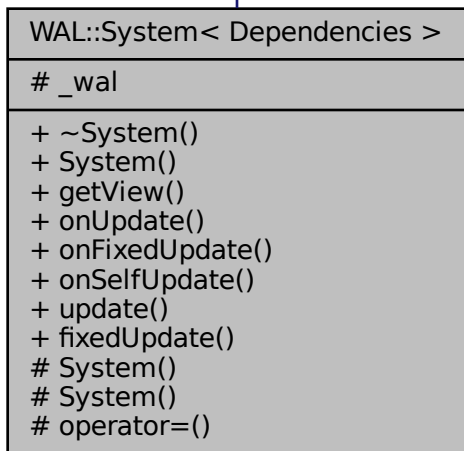 WAL::System< Dependencies >
# _wal
+ ~System()
+ System()
+ getView()
+ onUpdate()
+ onFixedUpdate()
+ onSelfUpdate()
+ update()
+ fixedUpdate()
# System()
# System()
# operator=()